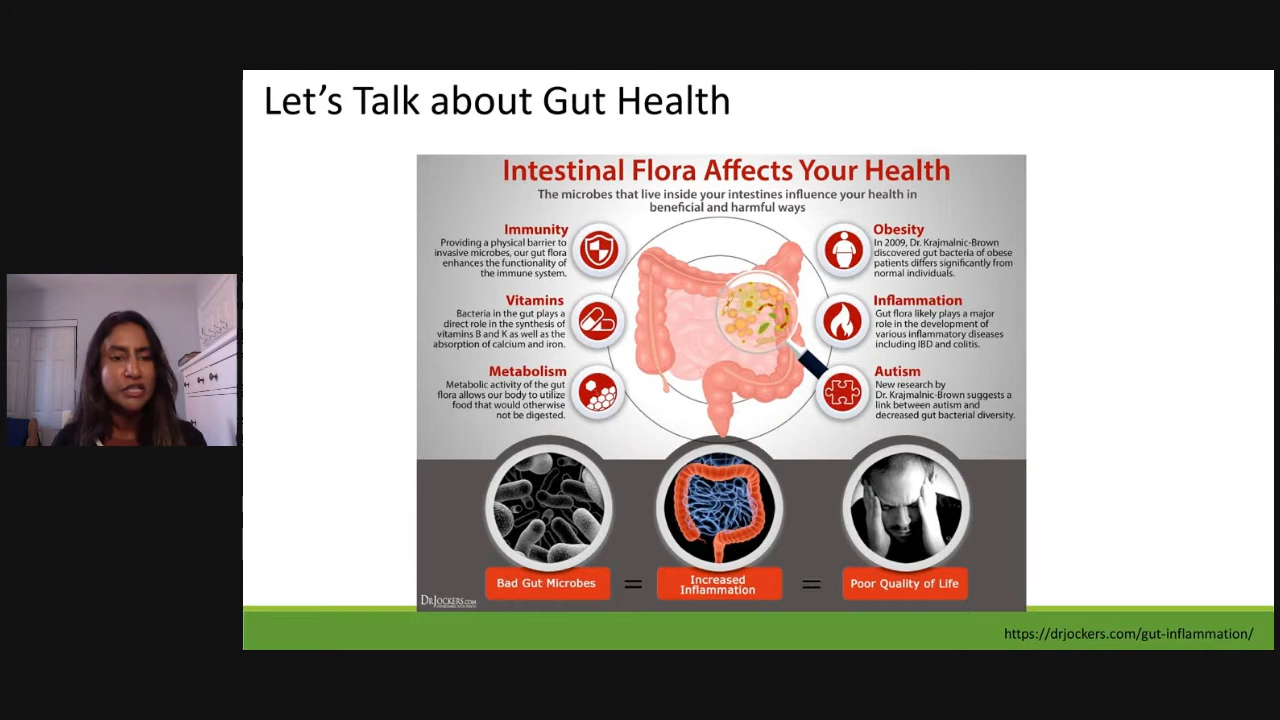 Let's Talk about Gut Health
Intestinal Flora Affects Your Health
The microbes that live inside your intestines influence your health in
beneficial and harmful ways
Immunity
Providing a physical barrier to
invasive microbes, our gut flora
enhances the functionality of
the immune system.
Vitamins
Bacteria in the gut plays a
direct role in the synthesis of
vitamins B and K as well as the
absorption of calcium and iron.
Metabolism
Metabolic activity of the gut
flora allows our body to utilize
food that would otherwise
not be digested.
Obesity
In 2009, Dr. Krajmalnic-Brown
discovered gut bacteria of obese
patients differs significantly from
normal individuals.
Inflammation
Gut flora likely plays a major
role in the development of
various inflammatory diseases
including IBD and colitis.
Autism
New research by
Dr. Krajmalnic-Brown suggests a
link between autism and
decreased gut bacterial diversity.
Bad Gut Microbes
=
Increased
Inflammation
=
Poor Quality of Life
DRJOCKERS.COM
https://drjockers.com/gut-inflammation/